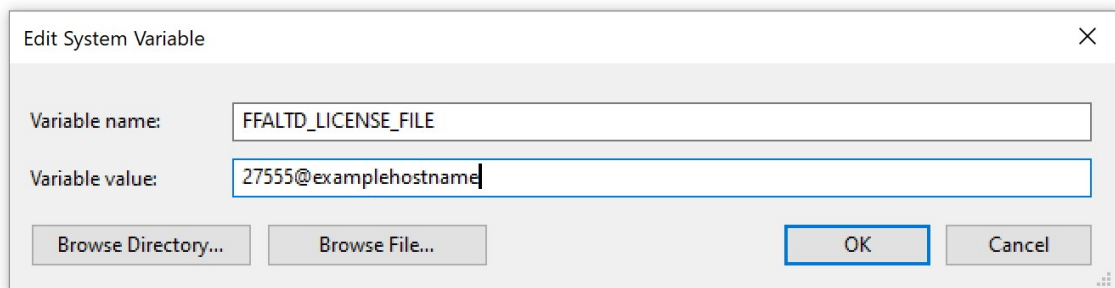 Edit System Variable
Variable name: FFALTD_LICENSE_FILE
Variable value: 27555@examplehostname
Browse Directory... Browse File... OK Cancel